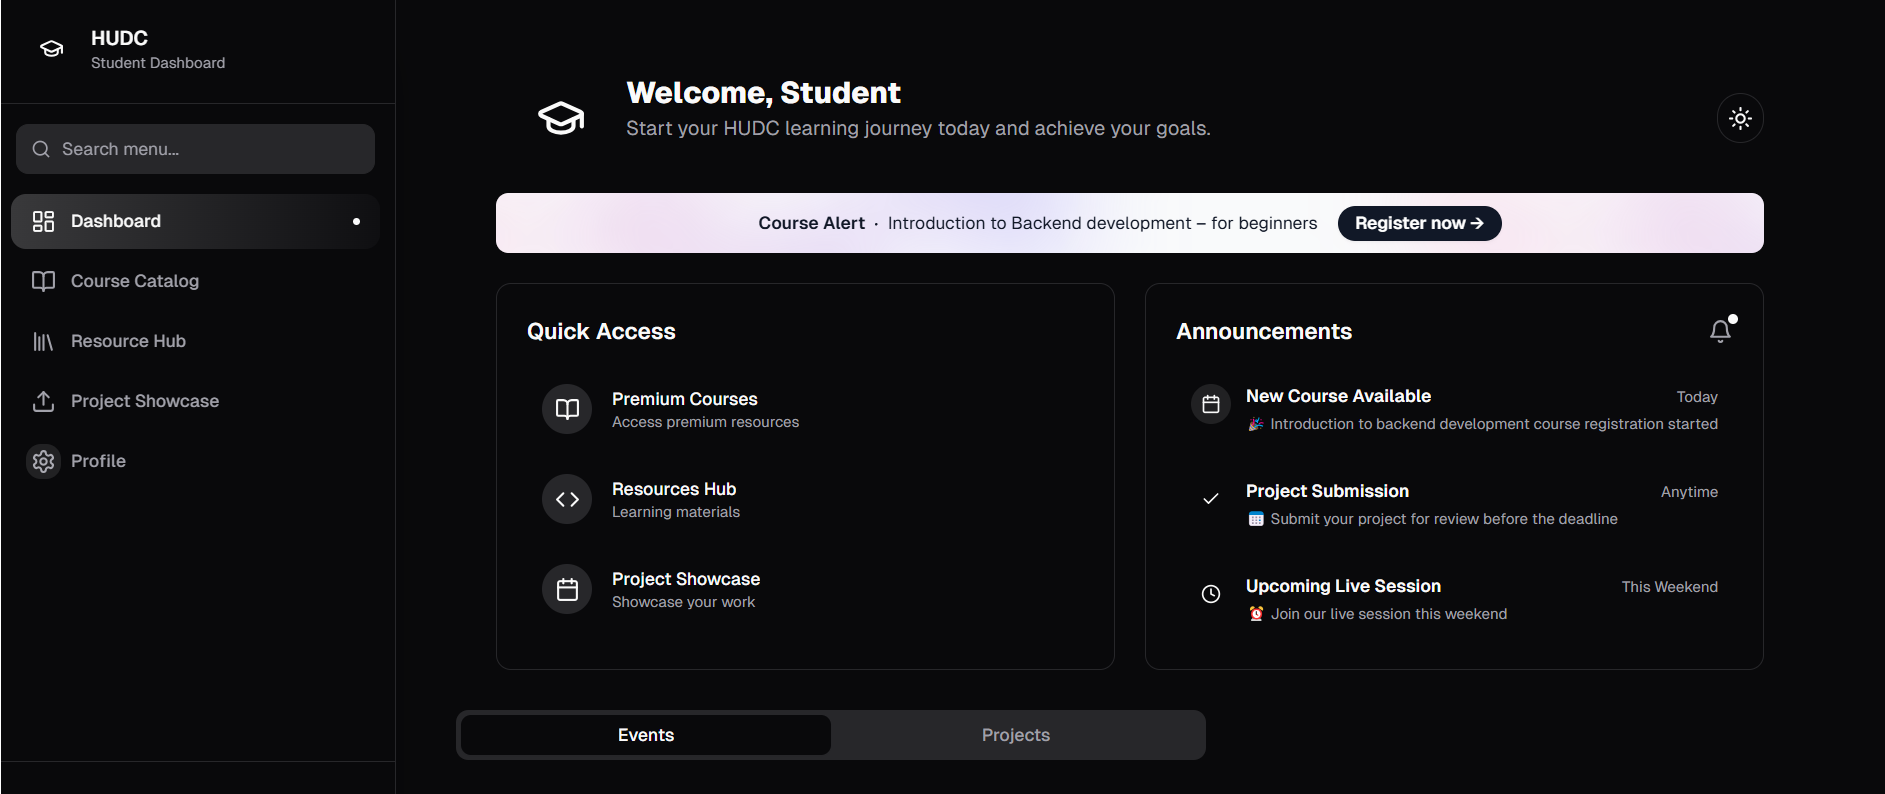 HUDC
Student Dashboard
Search menu...
Dashboard
Course Catalog
Resource Hub
Project Showcase
Profile
Welcome, Student
Start your HUDC learning journey today and achieve your goals.
Course Alert · Introduction to Backend development – for beginners Register now →
Quick Access
Premium Courses
Access premium resources
Resources Hub
Learning materials
Project Showcase
Showcase your work
Announcements
New Course Available Today
🎉 Introduction to backend development course registration started
Project Submission Anytime
🗓️ Submit your project for review before the deadline
Upcoming Live Session This Weekend
⏰ Join our live session this weekend
Events Projects